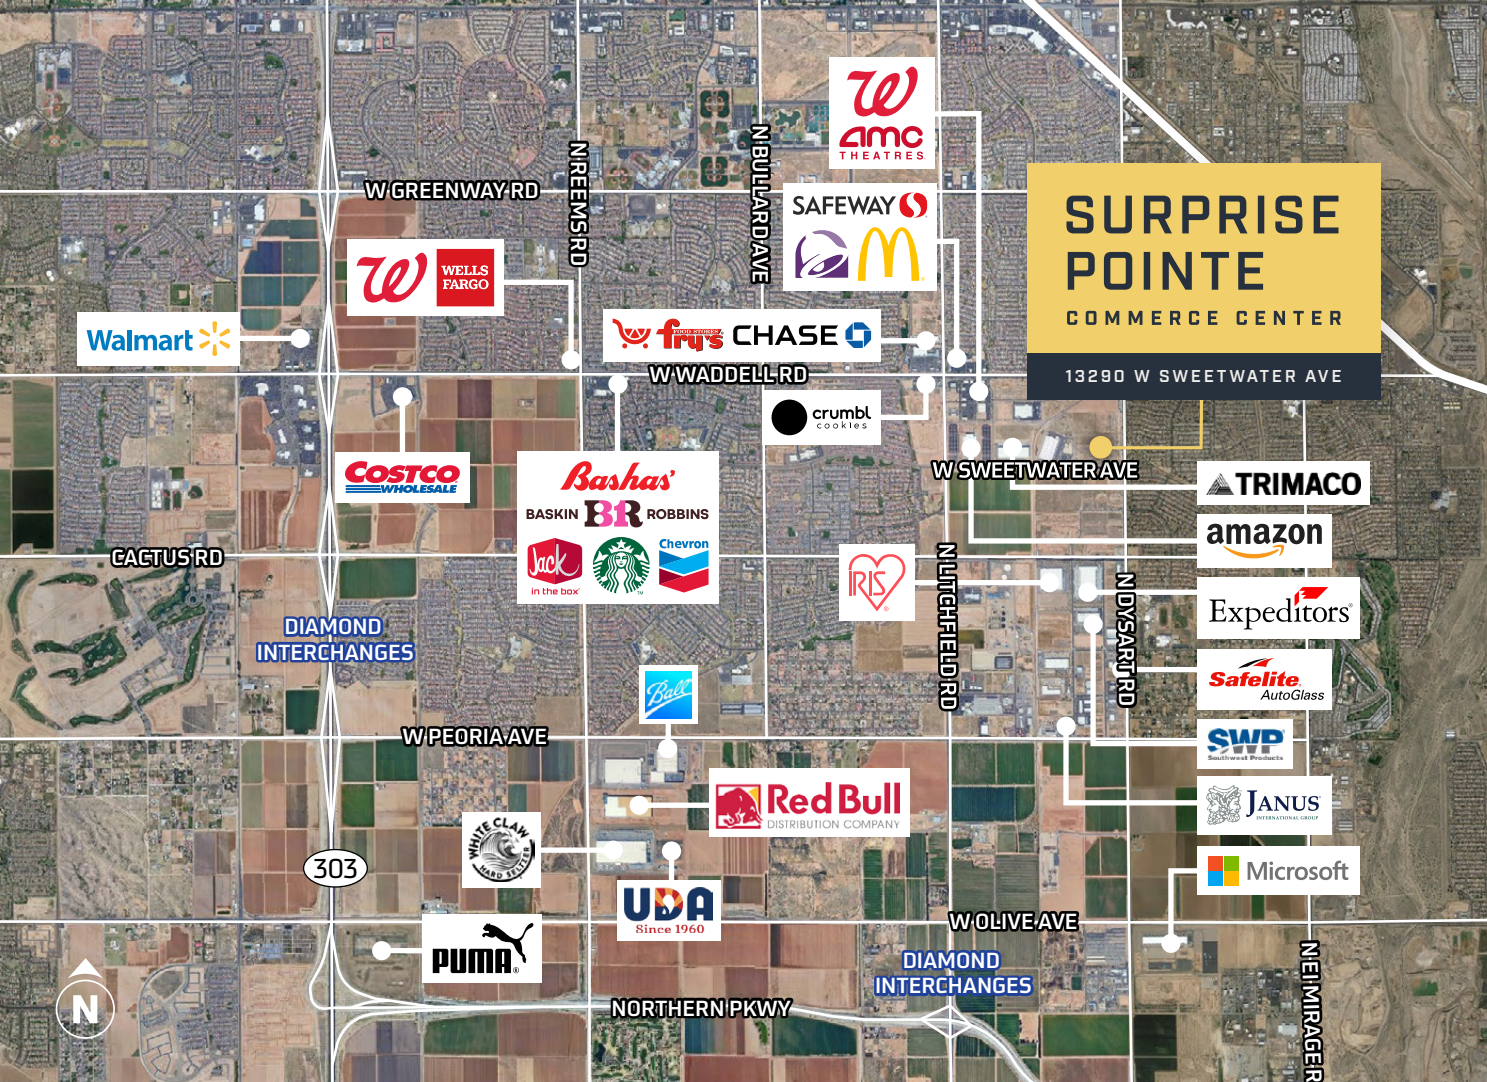 W
amc
THEATRES
N REEMS RD
N BULLARD AVE
W GREENWAY RD
SAFEWAY
SURPRISE
POINTE
COMMERCE CENTER
13290 W SWEETWATER AVE
W
WELLS
FARGO
Walmart
FOOD STORES
fry's
CHASE
W WADDELL RD
crumbl
cookies
COSTCO
WHOLESALE
Bashas'
BASKIN BR ROBBINS
Jack
in the box
Chevron
W SWEETWATER AVE
TRIMACO
amazon
CACTUS RD
IRIS
N LITCHFIELD RD
N DYSART RD
Expeditors
DIAMOND
INTERCHANGES
Safelite
AutoGlass
Ball
W PEORIA AVE
SWP
Southwest Products
Red Bull
DISTRIBUTION COMPANY
JANUS
INTERNATIONAL GROUP
WHITE CLAW
HARD SELTZER
303
Microsoft
UDA
Since 1960
W OLIVE AVE
PUMA
DIAMOND
INTERCHANGES
N EL MIRAGE R
N
NORTHERN PKWY